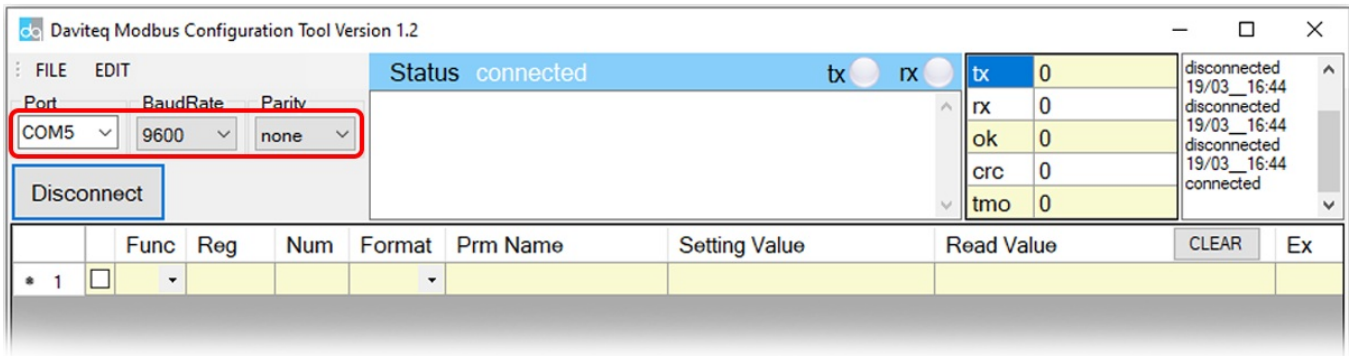 dq Daviteq Modbus Configuration Tool Version 1.2
FILE EDIT
Port BaudRate Parity
COM5 9600 none
Disconnect
Status connected tx rx
tx 0
rx 0
ok 0
crc 0
tmo 0
disconnected
19/03__16:44
disconnected
19/03__16:44
disconnected
19/03__16:44
connected
Func Reg Num Format Prm Name Setting Value Read Value CLEAR Ex
* 1